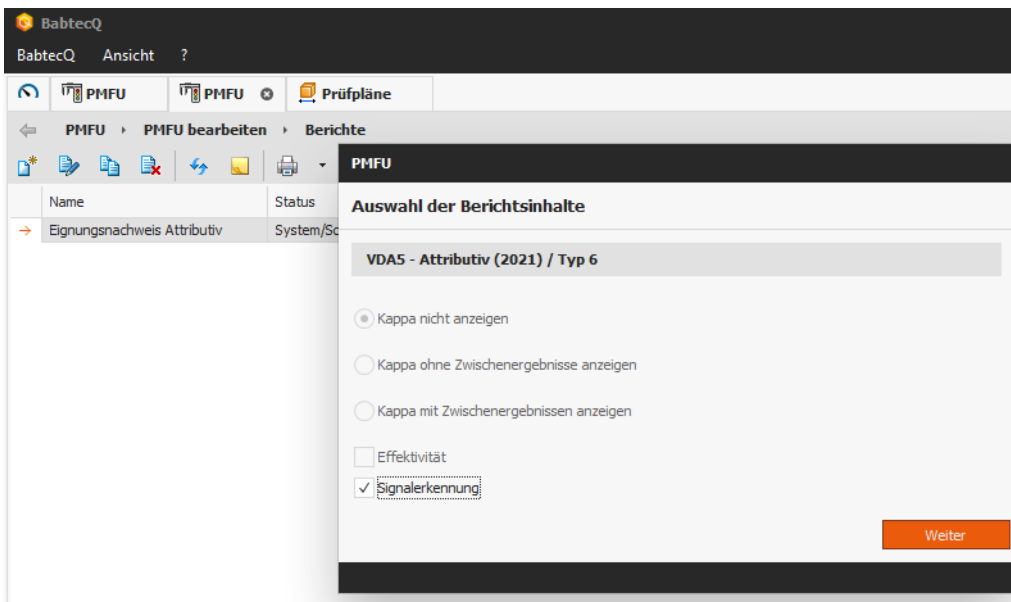 BabtecQ
BabtecQ Ansicht ?
PMFU PMFU Prüfpläne
PMFU PMFU bearbeiten Berichte
PMFU
Name Status
Auswahl der Berichtsinhalte
Eignungsnachweis Attributiv System/Sc
VDA5 - Attributiv (2021) / Typ 6
Kappa nicht anzeigen
Kappa ohne Zwischenergebnisse anzeigen
Kappa mit Zwischenergebnissen anzeigen
Effektivität
Signalerkennung
Weiter